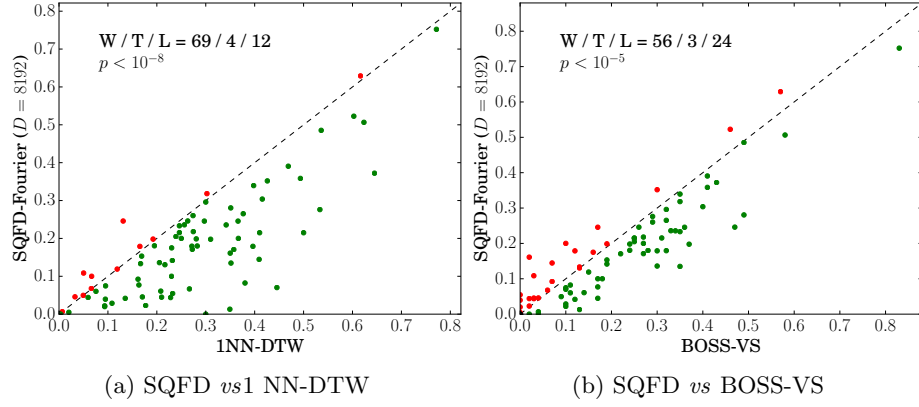 0.8
0.7
0.6
0.5
0.4
0.3
0.2
0.1
0.0
SQFD-Fourier (D = 8192)
W / T / L = 69 / 4 / 12
p < 10⁻⁸
0.0 0.1 0.2 0.3 0.4 0.5 0.6 0.7 0.8
1NN-DTW
(a) SQFD vs1 NN-DTW
0.8
0.7
0.6
0.5
0.4
0.3
0.2
0.1
0.0
SQFD-Fourier (D = 8192)
W / T / L = 56 / 3 / 24
p < 10⁻⁵
0.0 0.1 0.2 0.3 0.4 0.5 0.6 0.7 0.8
BOSS-VS
(b) SQFD vs BOSS-VS